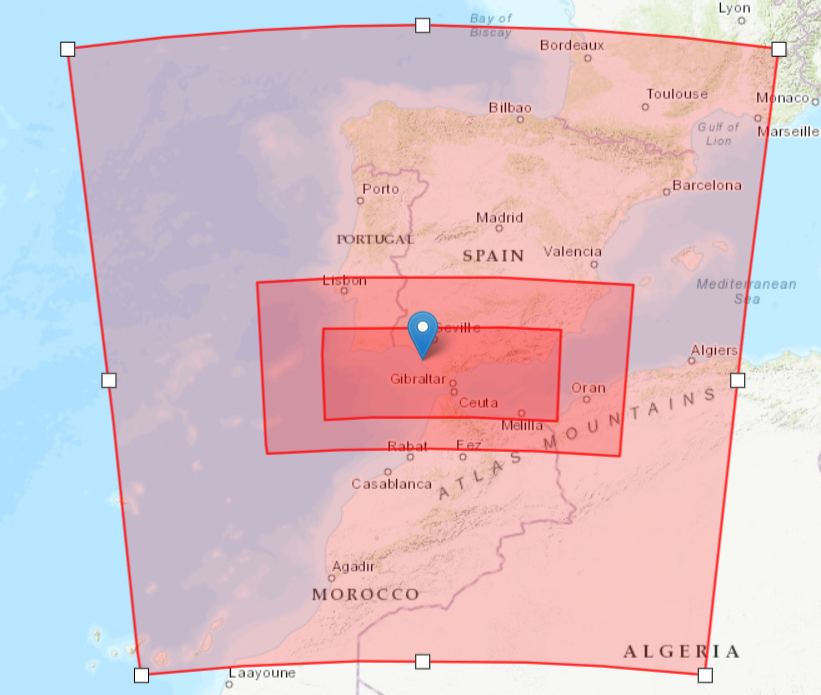 Lyon
Bay of
Biscay
Bordeaux
Toulouse
Monaco
Bilbao
Gulf of
Lion
Marseille
Porto
Barcelona
Madrid
PORTUGAL
SPAIN
Valencia
Lisbon
Mediterranean
Sea
Seville
Algiers
Gibraltar
Oran
Ceuta
Melilla
ATLAS MOUNTAINS
Rabat
Fez
Casablanca
Agadir
MOROCCO
ALGERIA
Laayoune